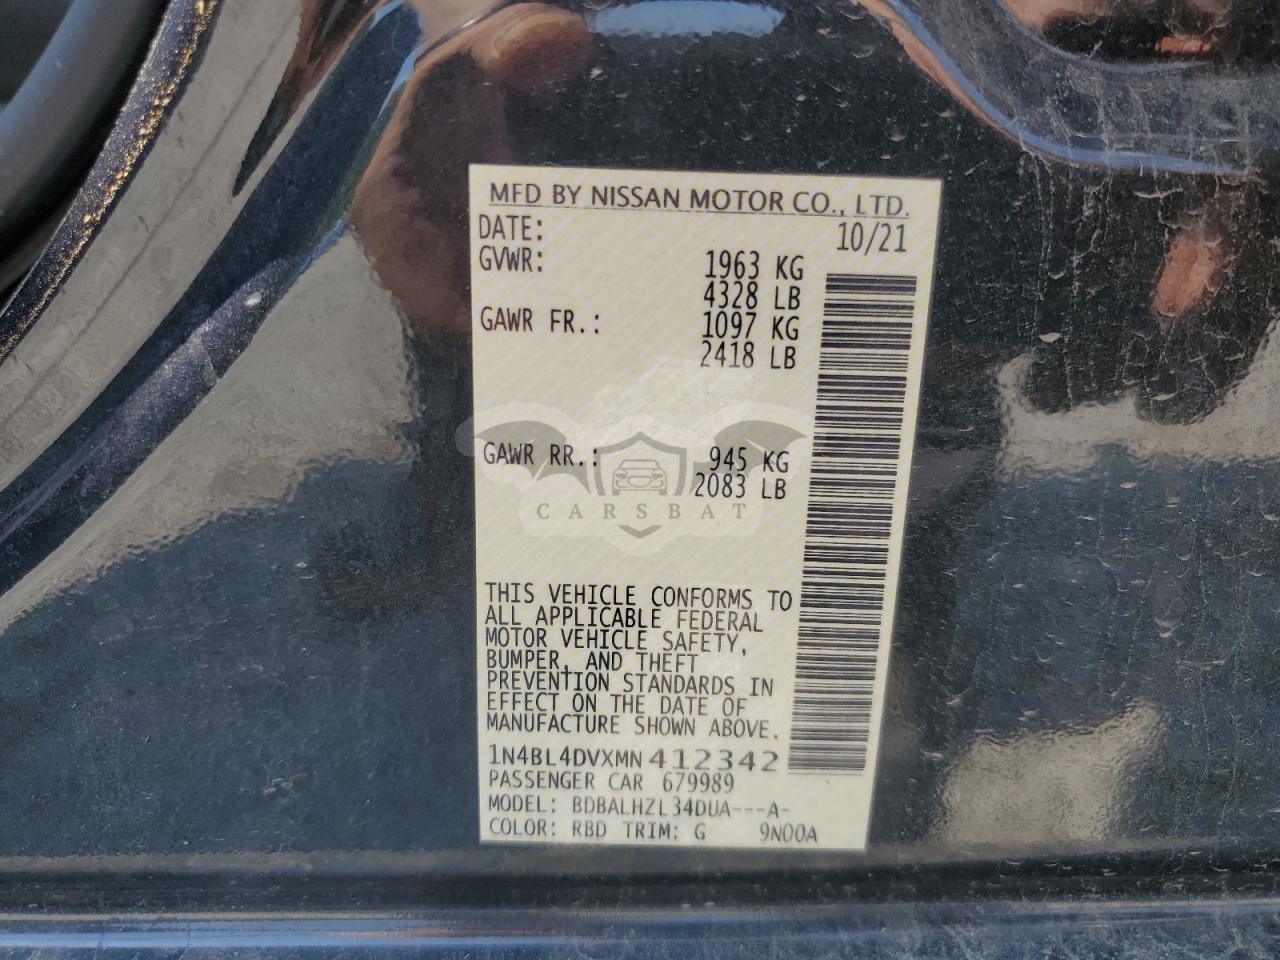 MFD BY NISSAN MOTOR CO., LTD.
DATE: 10/21
GVWR: 1963 KG
4328 LB
GAWR FR.: 1097 KG
2418 LB
GAWR RR.: 945 KG
2083 LB
CARSBAT
THIS VEHICLE CONFORMS TO
ALL APPLICABLE FEDERAL
MOTOR VEHICLE SAFETY,
BUMPER, AND THEFT
PREVENTION STANDARDS IN
EFFECT ON THE DATE OF
MANUFACTURE SHOWN ABOVE.
1N4BL4DVXMN412342
PASSENGER CAR 679989
MODEL: BDBALHZL34DUA---A-
COLOR: RBD TRIM: G 9N00A